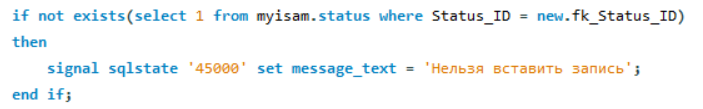 if not exists(select 1 from myisam.status where Status_ID = new.fk_Status_ID)
then
signal sqlstate '45000' set message_text = 'Нельзя вставить запись';
end if;